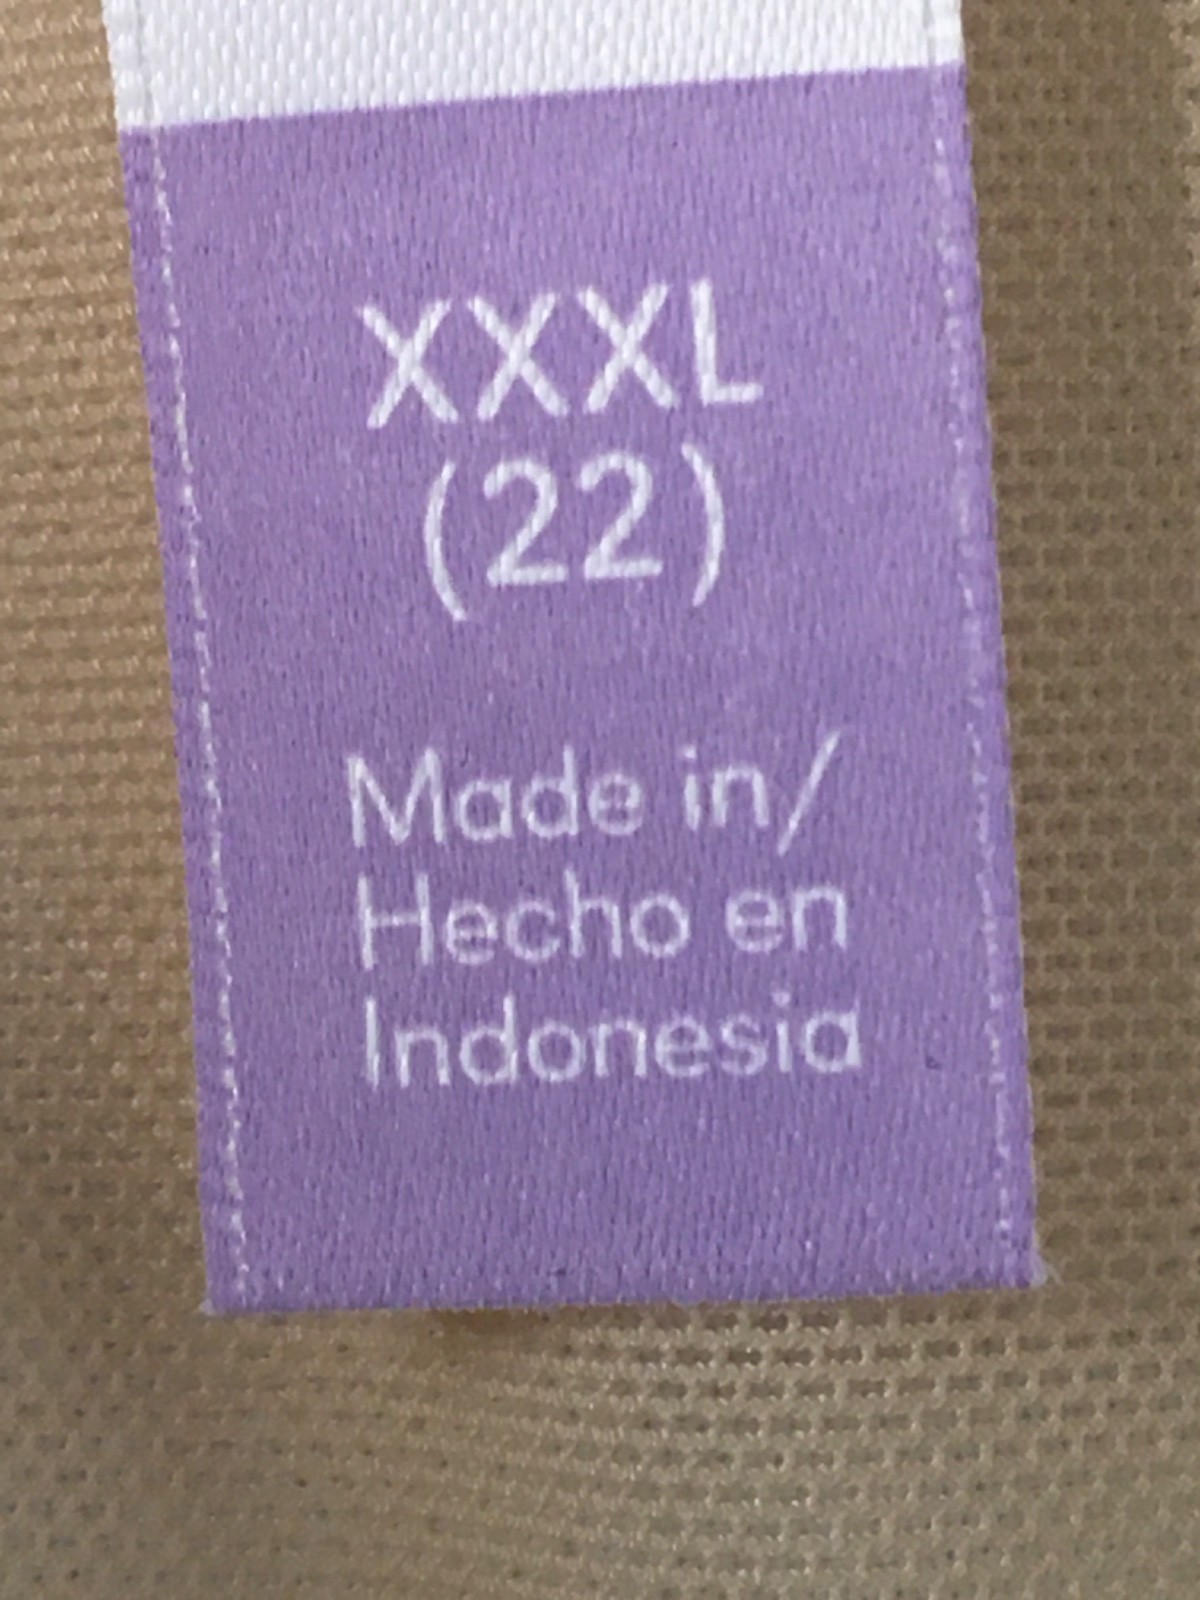 XXXL
(22)
Made in/
Hecho en
Indonesia